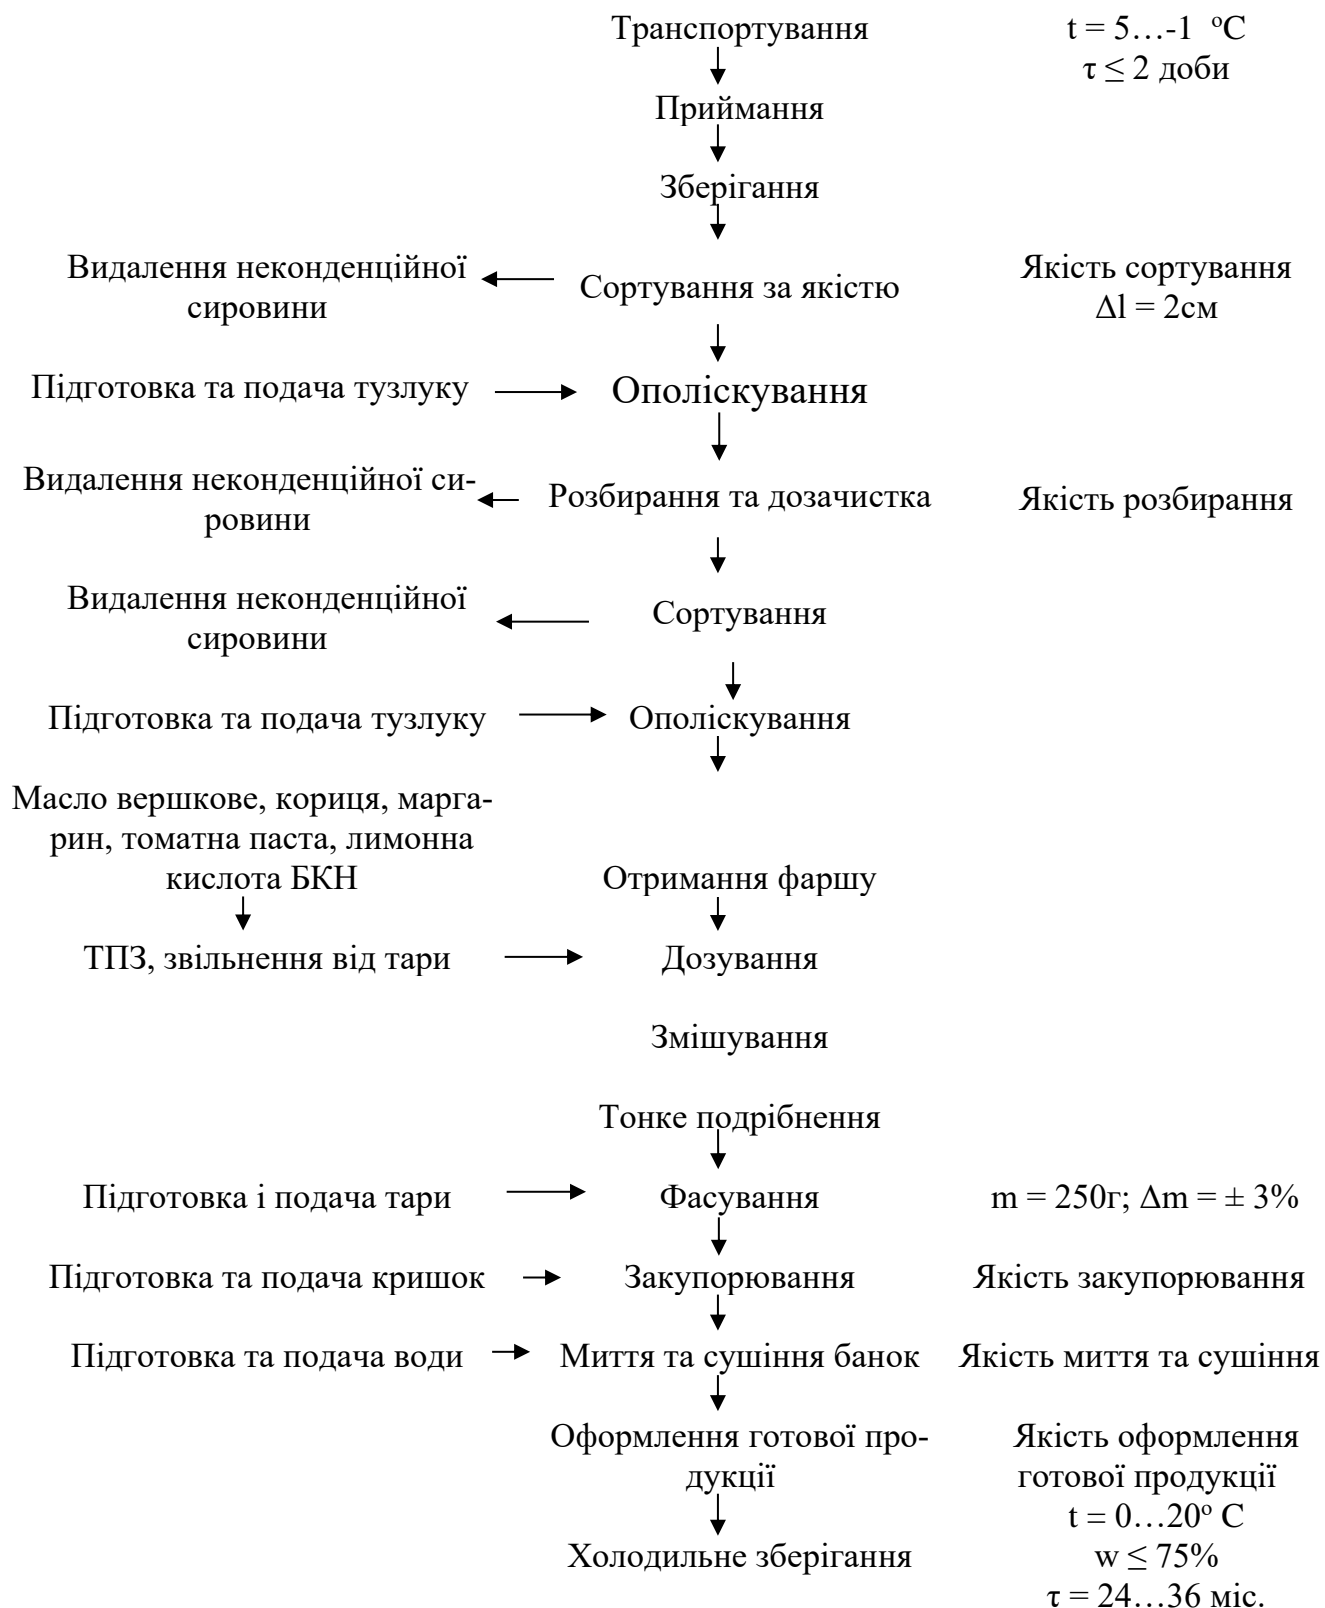 Транспортування
t = 5…-1 °С
τ ≤ 2 доби
Приймання
Зберігання
Видалення неконденційної
сировини
Сортування за якістю
Якість сортування
Δl = 2см
Підготовка та подача тузлуку
Ополіскування
Видалення неконденційної си-
ровини
Розбирання та дозачистка
Якість розбирання
Видалення неконденційної
сировини
Сортування
Підготовка та подача тузлуку
Ополіскування
Масло вершкове, кориця, марга-
рин, томатна паста, лимонна
кислота БКН
Отримання фаршу
ТПЗ, звільнення від тари
Дозування
Змішування
Тонке подрібнення
Підготовка і подача тари
Фасування
m = 250г; Δm = ± 3%
Підготовка та подача кришок
Закупорювання
Якість закупорювання
Підготовка та подача води
Миття та сушіння банок
Якість миття та сушіння
Оформлення готової про-
дукції
Якість оформлення
готової продукції
Холодильне зберігання
t = 0…20° С
w ≤ 75%
τ = 24…36 міс.